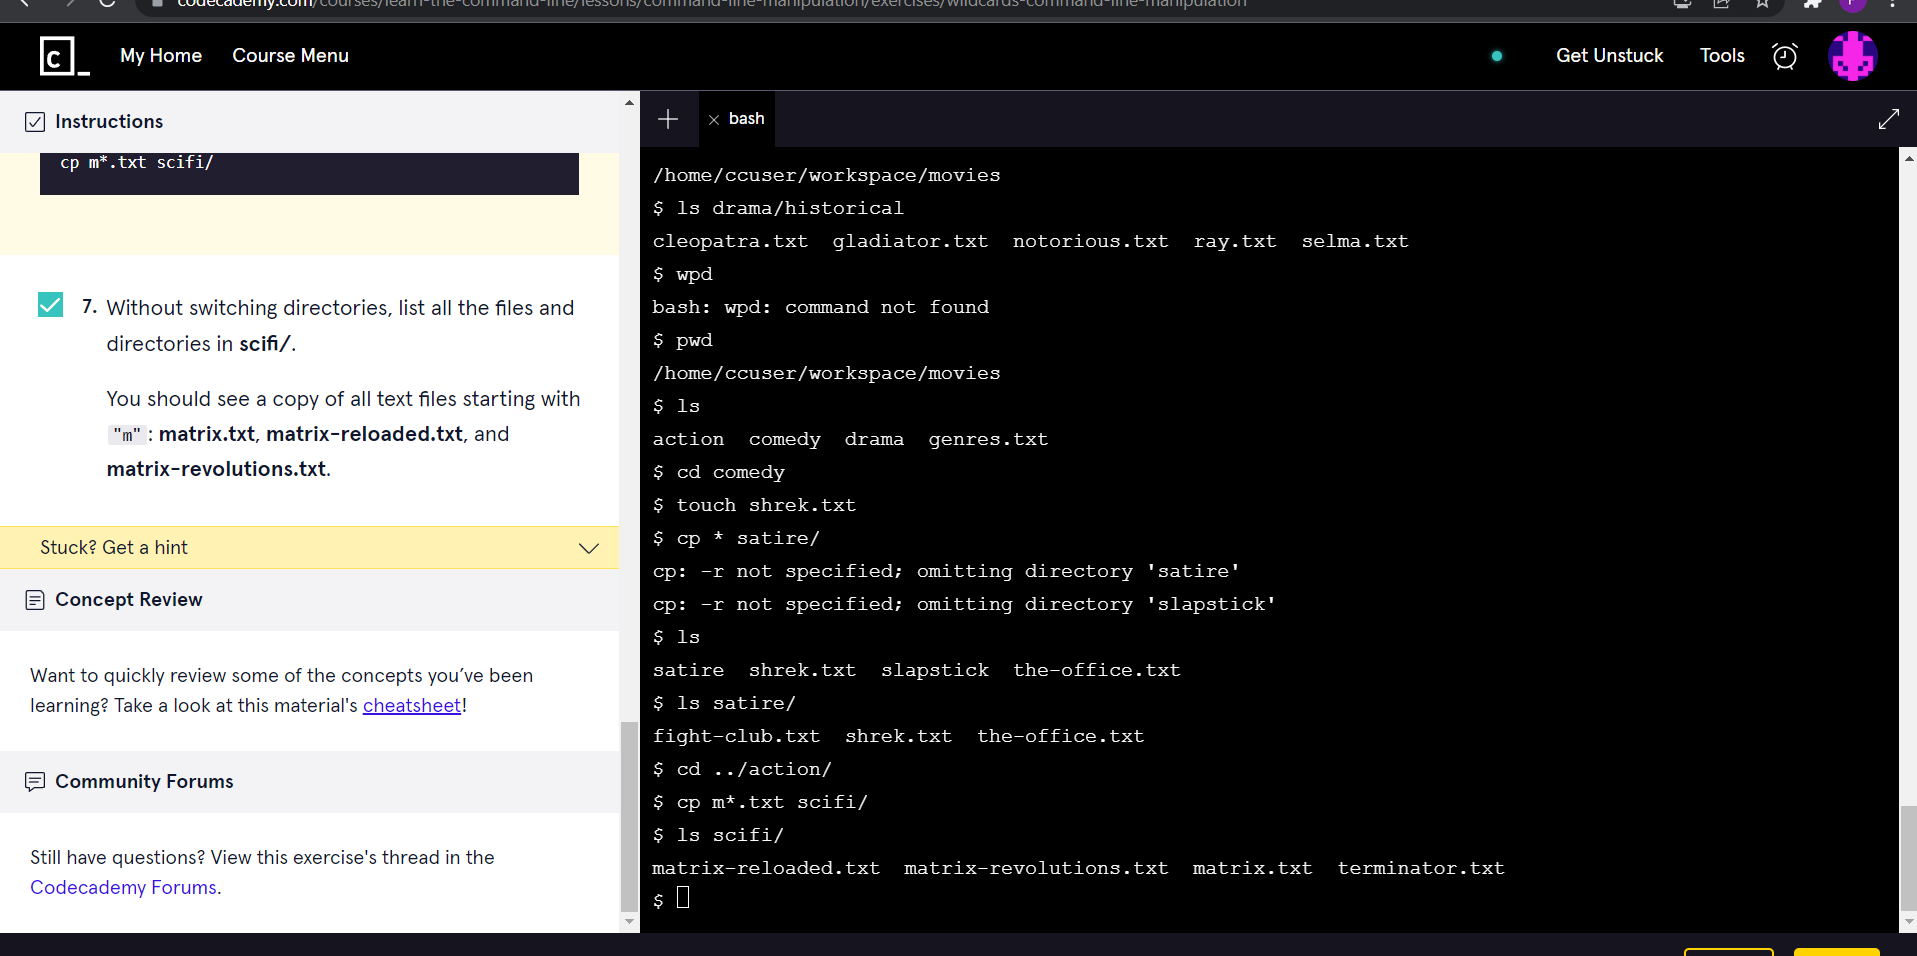 codecademy.com/courses/learn-the-command-line/lessons/command-line-manipulation/exercises/wildcards-command-line-manipulation
c_
My Home
Course Menu
Get Unstuck
Tools
Instructions
cp m*.txt scifi/
7. Without switching directories, list all the files and
directories in scifi/.
You should see a copy of all text files starting with
"m": matrix.txt, matrix-reloaded.txt, and
matrix-revolutions.txt.
Stuck? Get a hint
Concept Review
Want to quickly review some of the concepts you’ve been
learning? Take a look at this material's cheatsheet!
Community Forums
Still have questions? View this exercise's thread in the
Codecademy Forums.
+ × bash
/home/ccuser/workspace/movies
$ ls drama/historical
cleopatra.txt  gladiator.txt  notorious.txt  ray.txt  selma.txt
$ wpd
bash: wpd: command not found
$ pwd
/home/ccuser/workspace/movies
$ ls
action  comedy  drama  genres.txt
$ cd comedy
$ touch shrek.txt
$ cp * satire/
cp: -r not specified; omitting directory 'satire'
cp: -r not specified; omitting directory 'slapstick'
$ ls
satire  shrek.txt  slapstick  the-office.txt
$ ls satire/
fight-club.txt  shrek.txt  the-office.txt
$ cd ../action/
$ cp m*.txt scifi/
$ ls scifi/
matrix-reloaded.txt  matrix-revolutions.txt  matrix.txt  terminator.txt
$